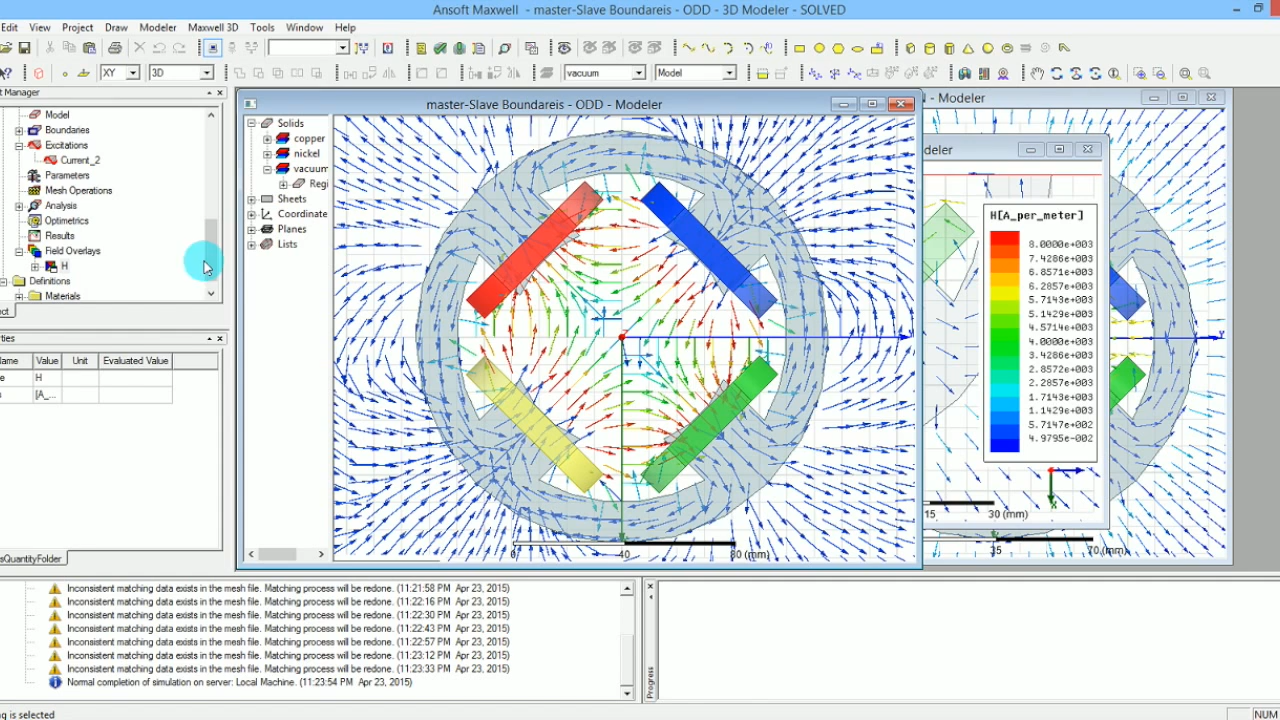 Ansoft Maxwell - master-Slave Boundareis - ODD - 3D Modeler - SOLVED
Edit View Project Draw Modeler Maxwell 3D Tools Window Help
XY 3D vacuum Model
t Manager
Model
Boundaries
Excitations
Current_2
Parameters
Mesh Operations
Analysis
Optimetrics
Results
Field Overlays
H
Definitions
Materials
ect
ties
lame Value Unit Evaluated Value
e H
s [A_...
sQuantityFolder
master-Slave Boundareis - ODD - Modeler
Solids
copper
nickel
vacuum
Regi
Sheets
Coordinate
Planes
Lists
0 40 80 (mm)
- Modeler
deler
H[A_per_meter]
8.0000e+003
7.4286e+003
6.8571e+003
6.2857e+003
5.7143e+003
5.1429e+003
4.5714e+003
4.0000e+003
3.4286e+003
2.8572e+003
2.2857e+003
1.7143e+003
1.1429e+003
5.7147e+002
4.9795e-002
15 30 (mm)
35 70 (mm)
Inconsistent matching data exists in the mesh file. Matching process will be redone. (11:21:58 PM Apr 23, 2015)
Inconsistent matching data exists in the mesh file. Matching process will be redone. (11:22:16 PM Apr 23, 2015)
Inconsistent matching data exists in the mesh file. Matching process will be redone. (11:22:30 PM Apr 23, 2015)
Inconsistent matching data exists in the mesh file. Matching process will be redone. (11:22:43 PM Apr 23, 2015)
Inconsistent matching data exists in the mesh file. Matching process will be redone. (11:22:57 PM Apr 23, 2015)
Inconsistent matching data exists in the mesh file. Matching process will be redone. (11:23:12 PM Apr 23, 2015)
Inconsistent matching data exists in the mesh file. Matching process will be redone. (11:23:33 PM Apr 23, 2015)
Normal completion of simulation on server: Local Machine. (11:23:54 PM Apr 23, 2015)
Progress
ng is selected
NUM